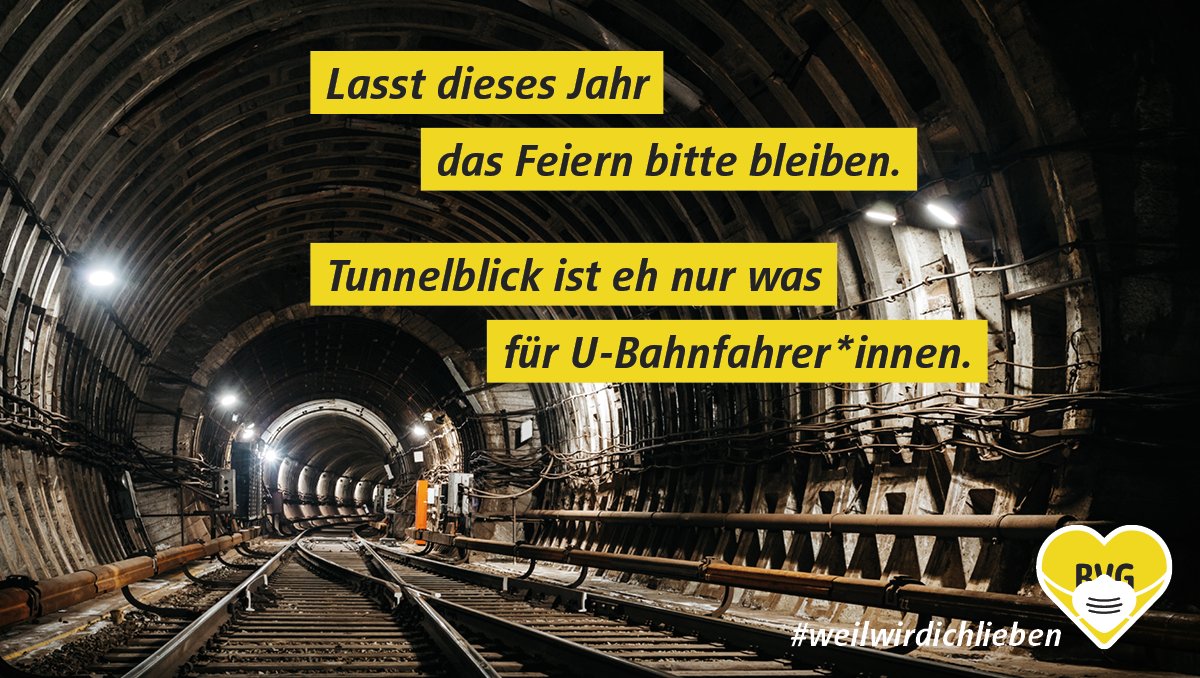 Lasst dieses Jahr
das Feiern bitte bleiben.
Tunnelblick ist eh nur was
für U-Bahnfahrer*innen.
BVG
#weilwirdichlieben